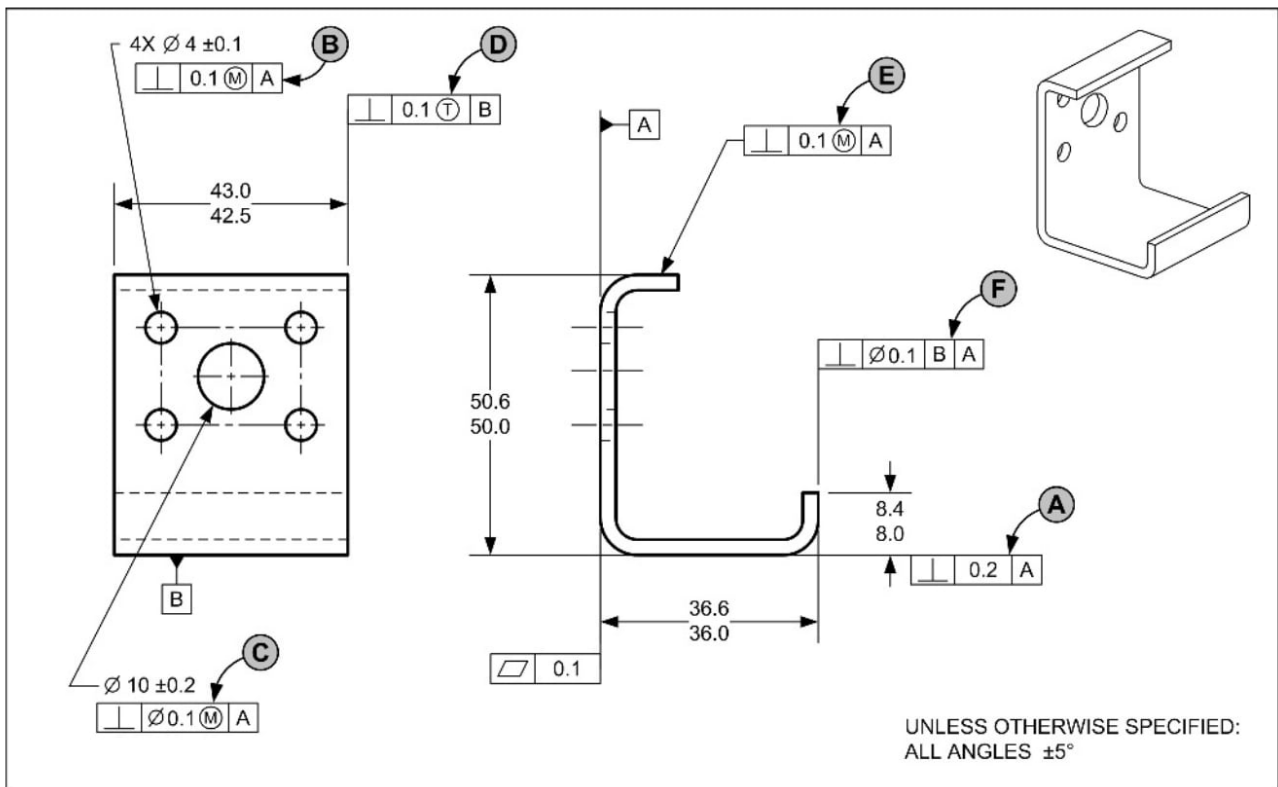 4X Ø 4 ±0.1
⊥ 0.1 Ⓜ A
B
D
⊥ 0.1 Ⓣ B
A
E
⊥ 0.1 Ⓜ A
43.0
42.5
F
⊥ Ø0.1 B A
50.6
50.0
8.4
8.0
A
⊥ 0.2 A
B
36.6
36.0
C
⏥ 0.1
Ø 10 ±0.2
⊥ Ø0.1 Ⓜ A
UNLESS OTHERWISE SPECIFIED:
ALL ANGLES ±5°